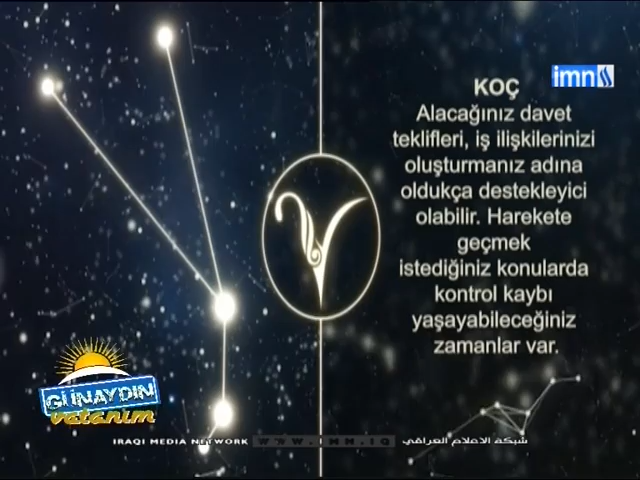 imn
KOÇ
Alacağınız davet
teklifleri, iş ilişkilerinizi
oluşturmanız adına
oldukça destekleyici
olabilir. Harekete
geçmek
istediğiniz konularda
kontrol kaybı
yaşayabileceğiniz
zamanlar var.
GÜNAYDIN
vatanım
IRAQI MEDIA NETWORK WWW.IMN.IQ شبكة الاعلام العراقي